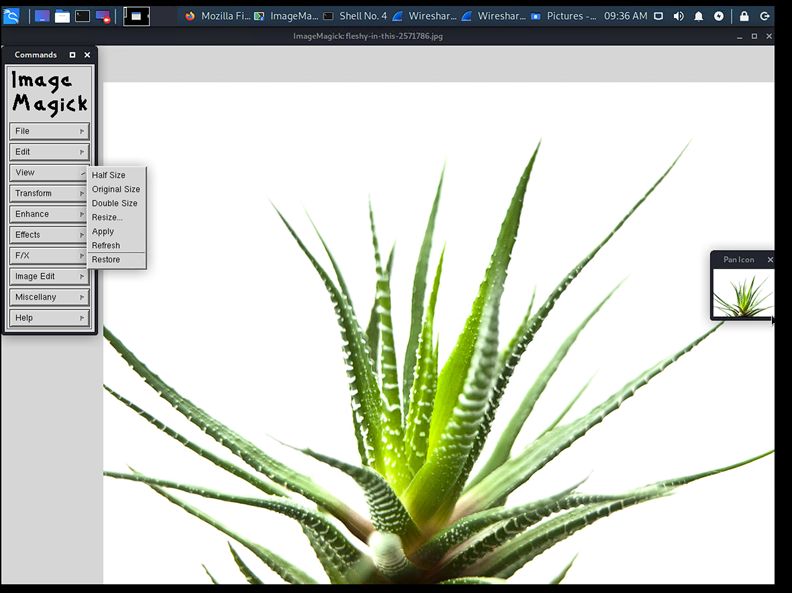 Mozilla Fi...
ImageMa...
Shell No. 4
Wireshar...
Wireshar...
Pictures -...
09:36 AM
ImageMagick: fleshy-in-this-2571786.jpg
Commands
Image
Magick
File
Edit
View
Transform
Enhance
Effects
F/X
Image Edit
Miscellany
Help
Half Size
Original Size
Double Size
Resize...
Apply
Refresh
Restore
Pan Icon